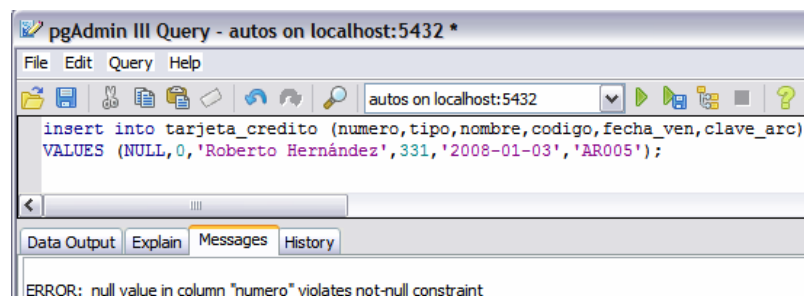 pgAdmin III Query - autos on localhost:5432 *
File Edit Query Help
autos on localhost:5432
insert into tarjeta_credito (numero,tipo,nombre,codigo,fecha_ven,clave_arc)
VALUES (NULL,0,'Roberto Hernández',331,'2008-01-03','AR005');
Data Output Explain Messages History
ERROR: null value in column "numero" violates not-null constraint